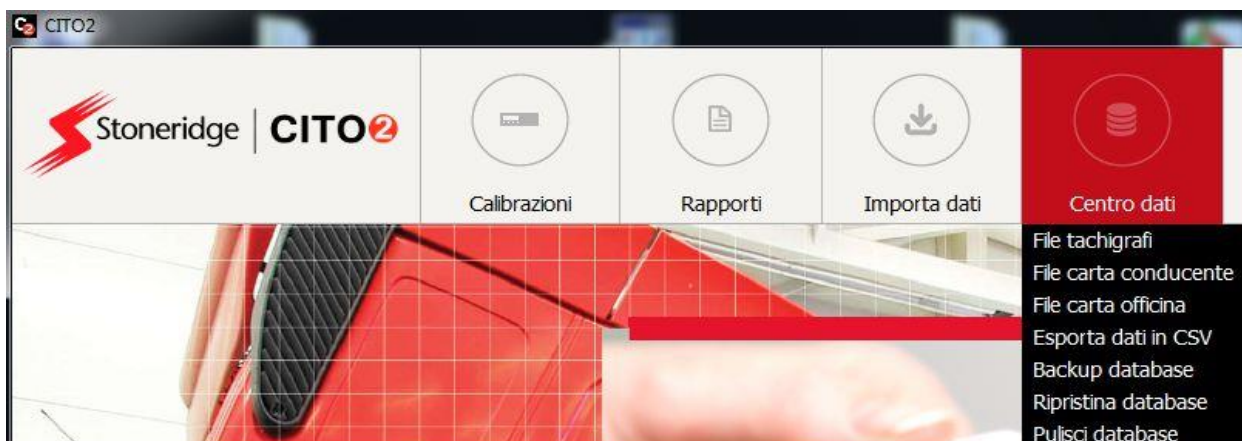 C2 CITO2
Stoneridge | CITO2
Calibrazioni
Rapporti
Importa dati
Centro dati
File tachigrafi
File carta conducente
File carta officina
Esporta dati in CSV
Backup database
Ripristina database
Pulisci database